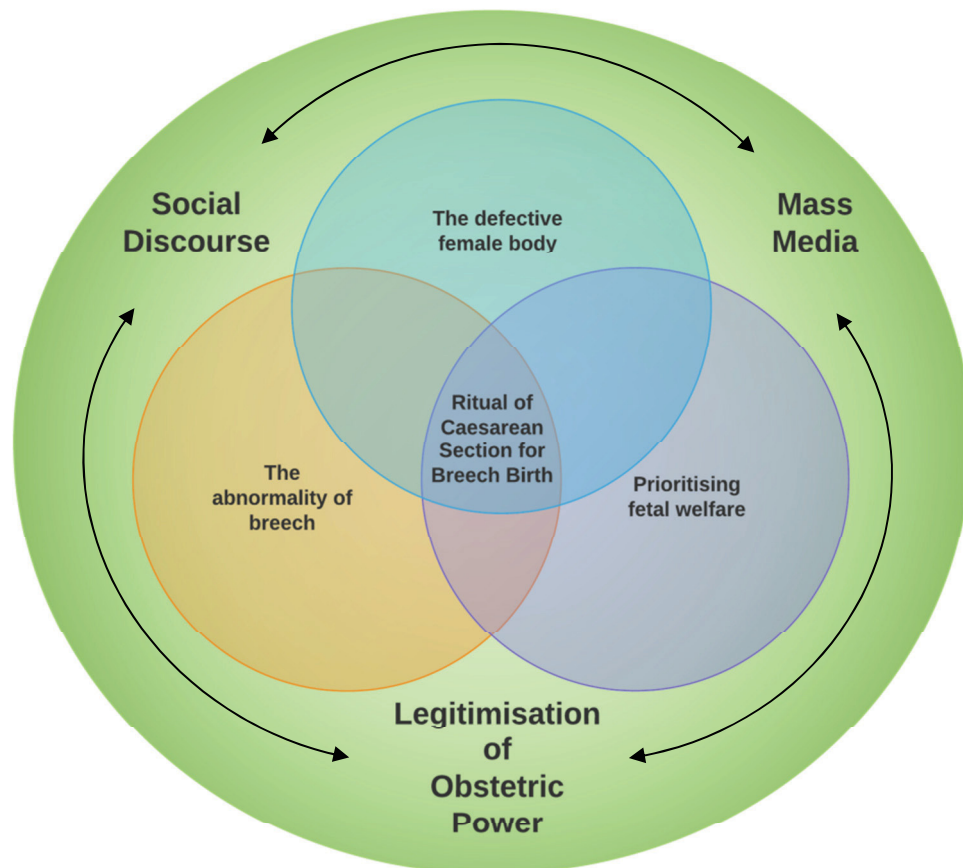 Social
Discourse
Mass
Media
The defective
female body
Ritual of
Caesarean
Section for
Breech Birth
The
abnormality of
breech
Prioritising
fetal welfare
Legitimisation
of
Obstetric
Power